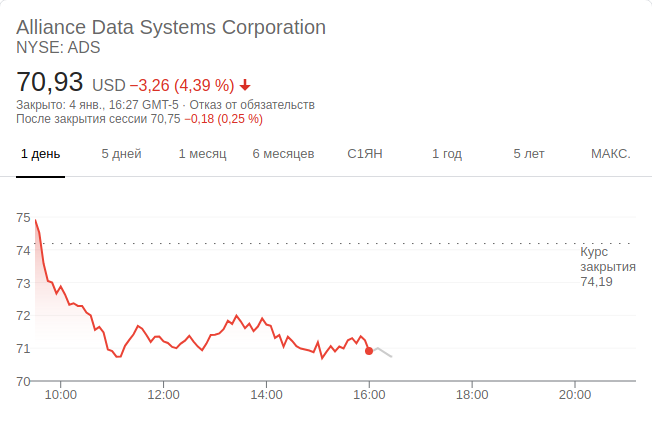 Alliance Data Systems Corporation
NYSE: ADS
70,93 USD −3,26 (4,39 %)
Закрыто: 4 янв., 16:27 GMT-5 · Отказ от обязательств
После закрытия сессии 70,75 −0,18 (0,25 %)
1 день 5 дней 1 месяц 6 месяцев С1ЯН 1 год 5 лет МАКС.
75
74
73
72
71
70
Курс
закрытия
74,19
10:00 12:00 14:00 16:00 18:00 20:00